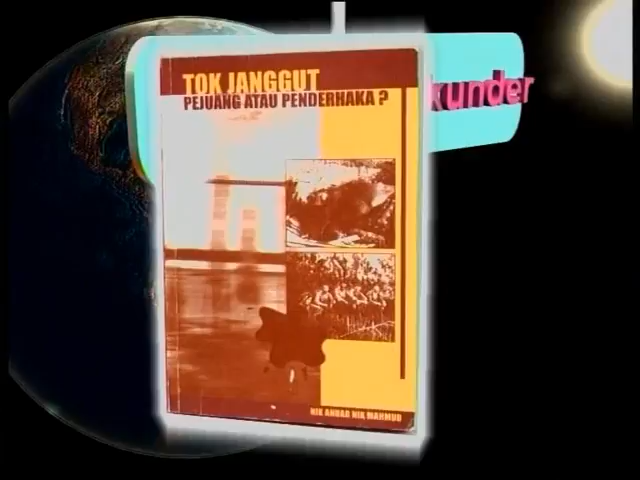 TOK JANGGUT
PEJUANG ATAU PENDERHAKA ?
kunder
NIK ANUAR NIK MAHMUD